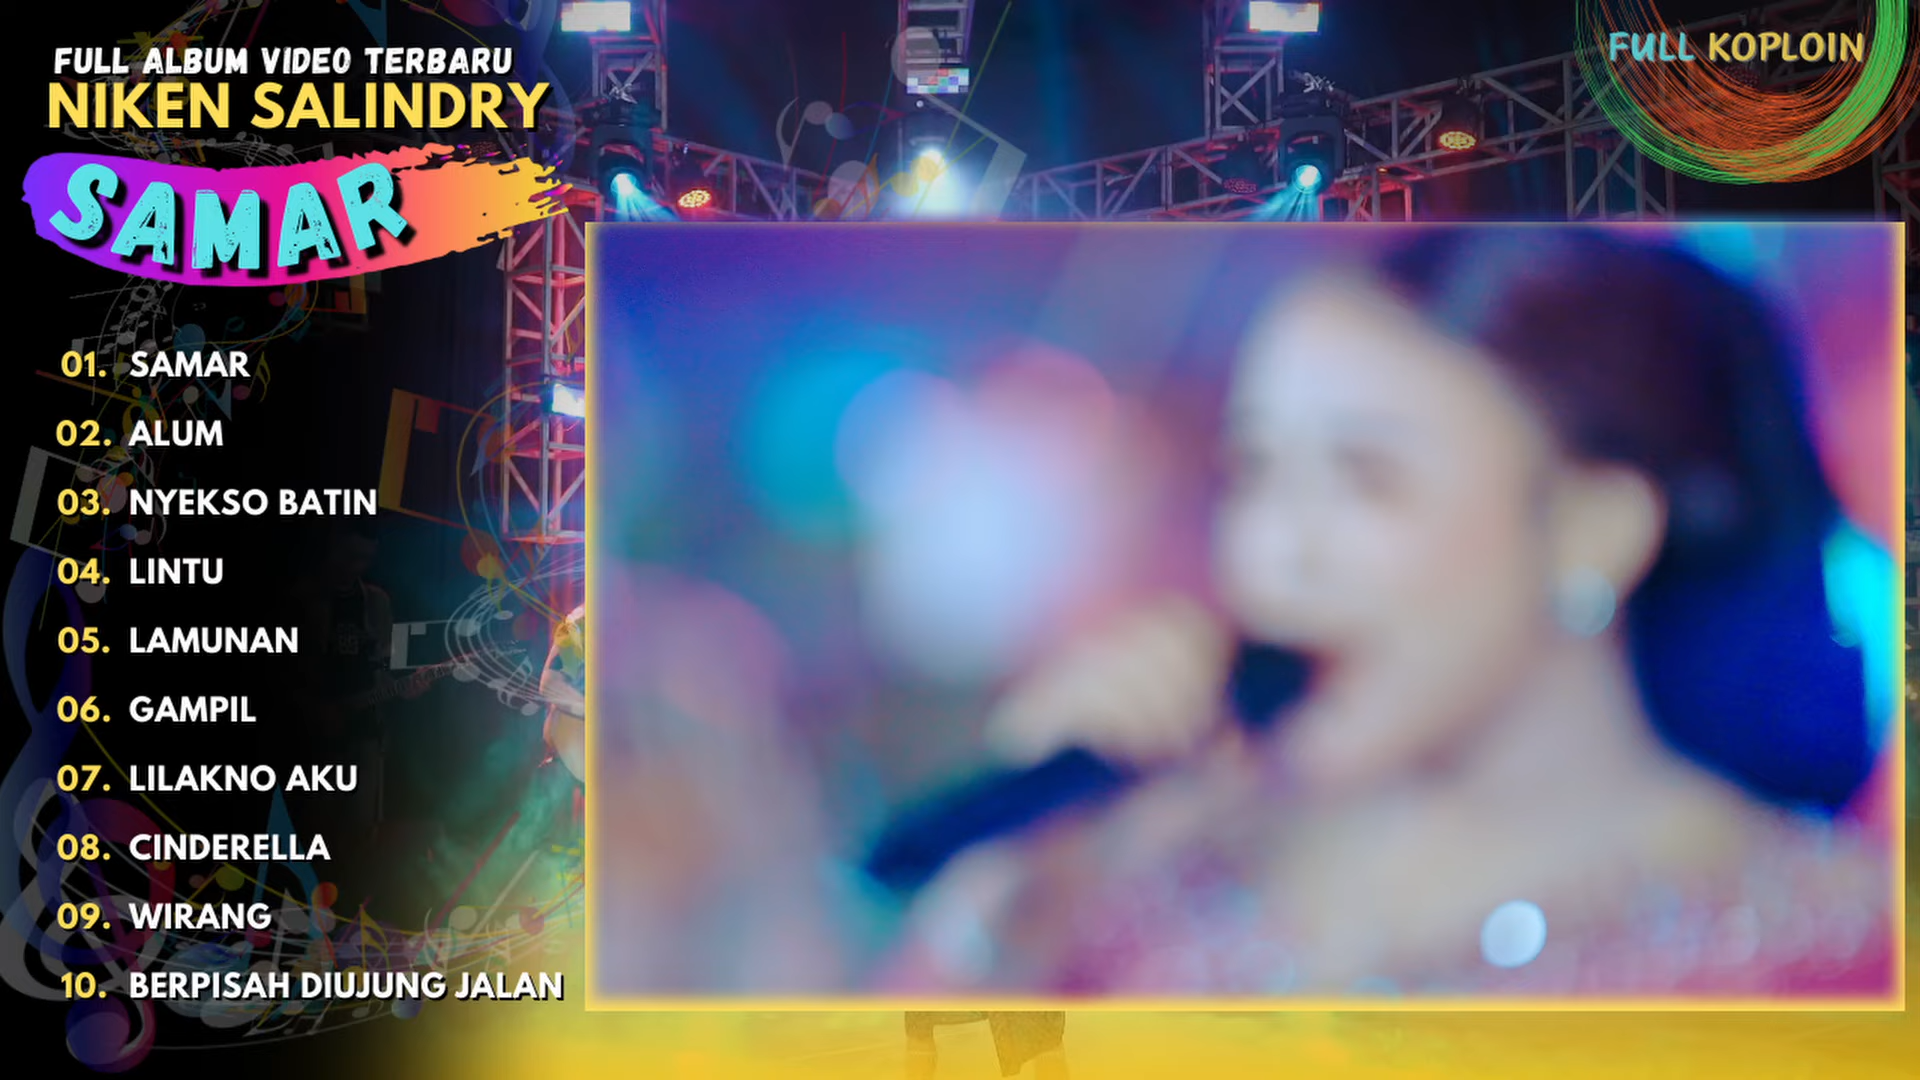 FULL ALBUM VIDEO TERBARU
NIKEN SALINDRY
SAMAR
FULL KOPLOIN
01. SAMAR
02. ALUM
03. NYEKSO BATIN
04. LINTU
05. LAMUNAN
06. GAMPIL
07. LILAKNO AKU
08. CINDERELLA
09. WIRANG
10. BERPISAH DIUJUNG JALAN